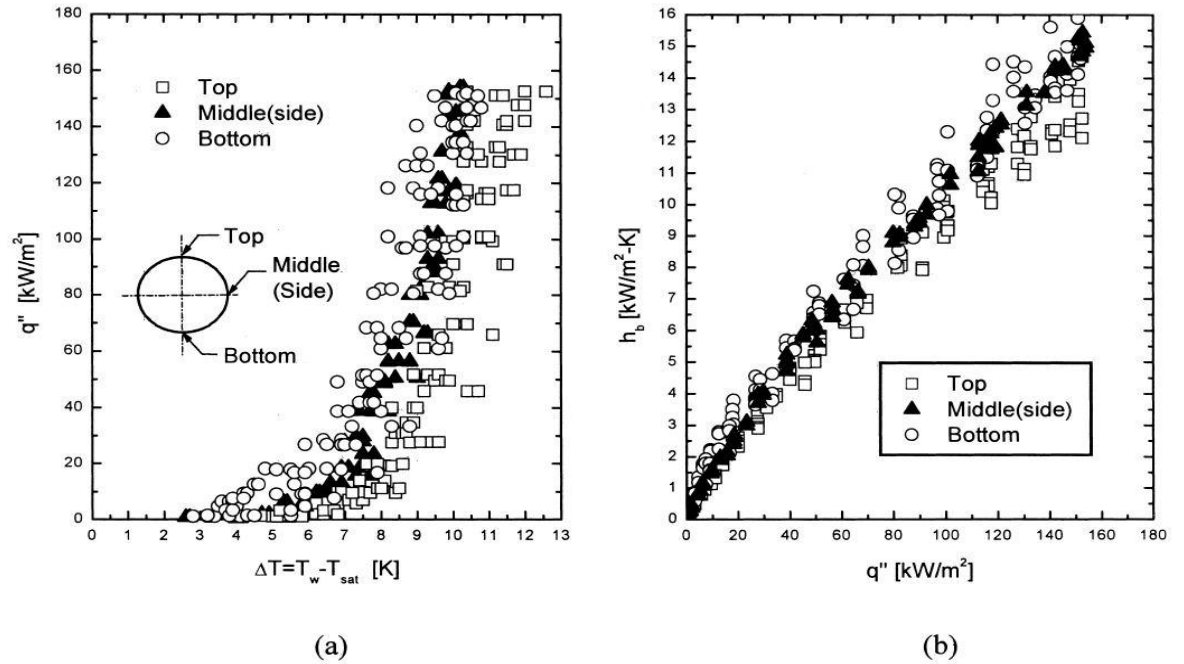 180
160
140
120
100
80
60
40
20
0
q" [kW/m²]
Top
Middle(side)
Bottom
Top
Middle
(Side)
Bottom
0 1 2 3 4 5 6 7 8 9 10 11 12 13
ΔT=T_w-T_sat [K]
(a)
16
15
14
13
12
11
10
9
8
7
6
5
4
3
2
1
0
h_b [kW/m²-K]
Top
Middle(side)
Bottom
0 20 40 60 80 100 120 140 160 180
q" [kW/m²]
(b)